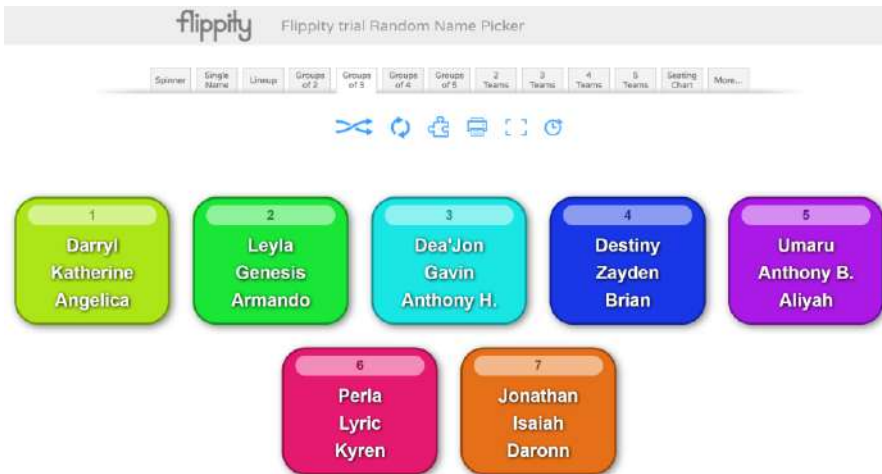 flippity Flippity trial Random Name Picker
Spinner
Single
Name
Lineup
Groups
of 2
Groups
of 3
Groups
of 4
Groups
of 5
2
Teams
3
Teams
4
Teams
5
Teams
Seating
Chart
More...
1
Darryl
Katherine
Angelica
2
Leyla
Genesis
Armando
3
Dea'Jon
Gavin
Anthony H.
4
Destiny
Zayden
Brian
5
Umaru
Anthony B.
Aliyah
6
Perla
Lyric
Kyren
7
Jonathan
Isaiah
Daronn